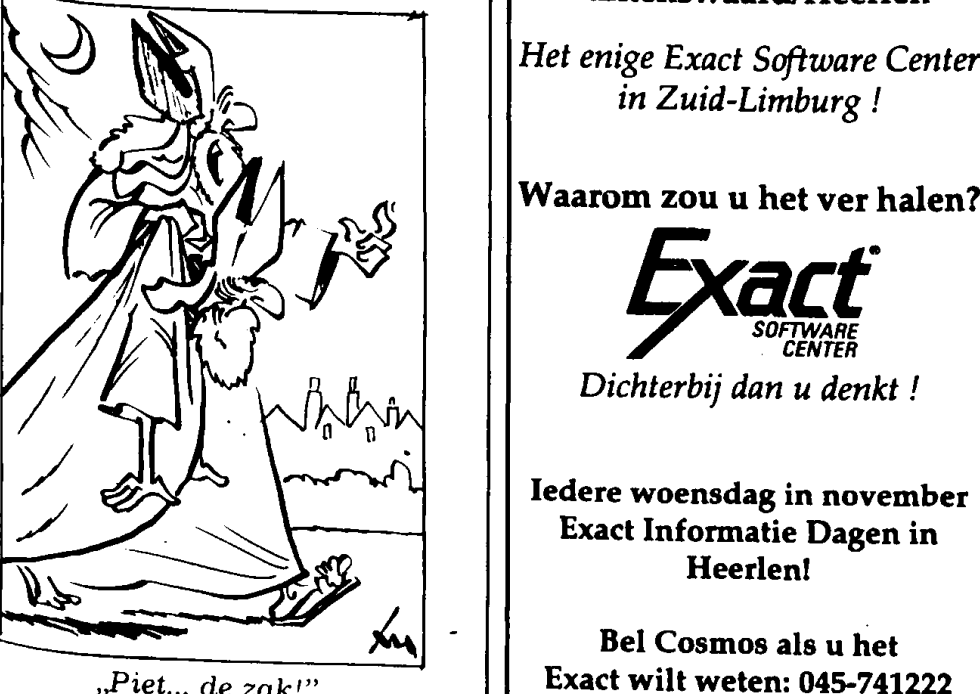 „Piet... de zak!”
Het enige Exact Software Center
in Zuid-Limburg !
Waarom zou u het ver halen?
Exact
SOFTWARE
CENTER
Dichterbij dan u denkt !
Iedere woensdag in november
Exact Informatie Dagen in
Heerlen!
Bel Cosmos als u het
Exact wilt weten: 045-741222